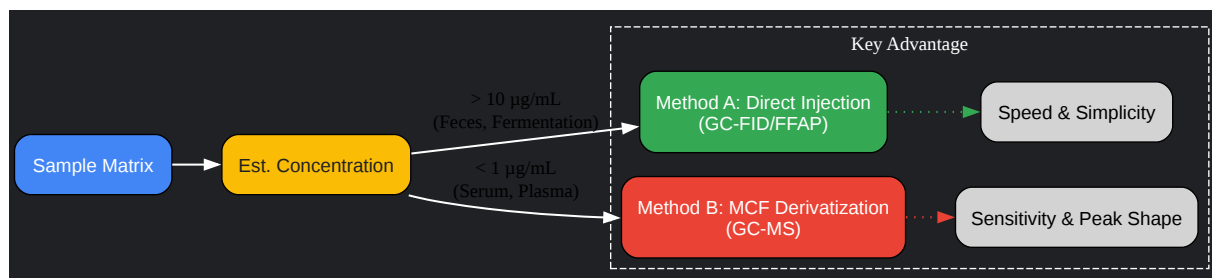 Key Advantage
Sample Matrix
Est. Concentration
> 10 µg/mL
(Feces, Fermentation)
< 1 µg/mL
(Serum, Plasma)
Method A: Direct Injection
(GC-FID/FFAP)
Speed & Simplicity
Method B: MCF Derivatization
(GC-MS)
Sensitivity & Peak Shape